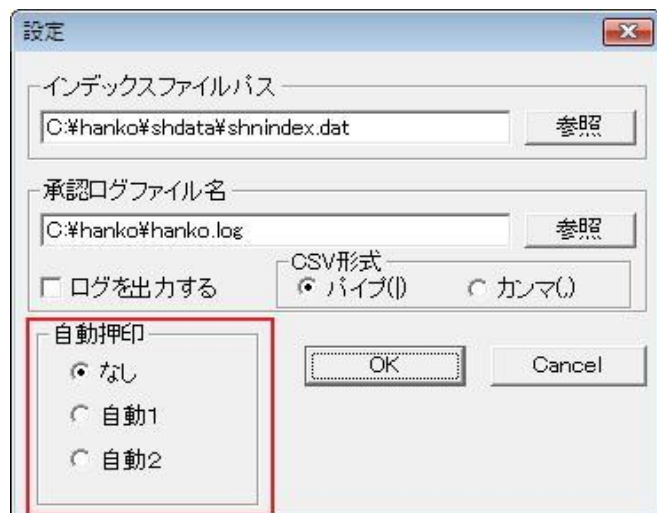 設定
インデックスファイルパス
C:¥hanko¥shdata¥shnindex.dat
参照
承認ログファイル名
C:¥hanko¥hanko.log
参照
ログを出力する
CSV形式
パイプ(|)
カンマ(,)
自動押印
なし
自動1
自動2
OK
Cancel